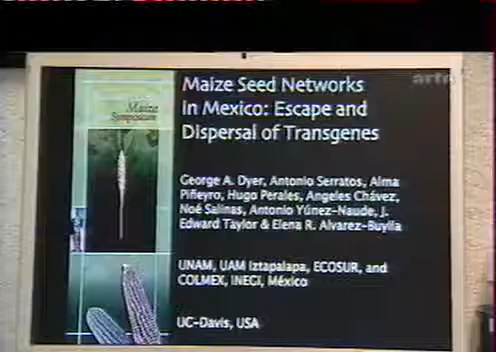 arte
Maize Seed Networks
in Mexico: Escape and
Dispersal of Transgenes
Maize
Symposium
George A. Dyer, Antonio Serratos, Alma
Piñeyro, Hugo Perales, Angeles Chávez,
Noé Salinas, Antonio Yúnez-Naude, J.
Edward Taylor & Elena R. Alvarez-Buylla
UNAM, UAM Iztapalapa, ECOSUR, and
COLMEX, INEGI, México
UC-Davis, USA